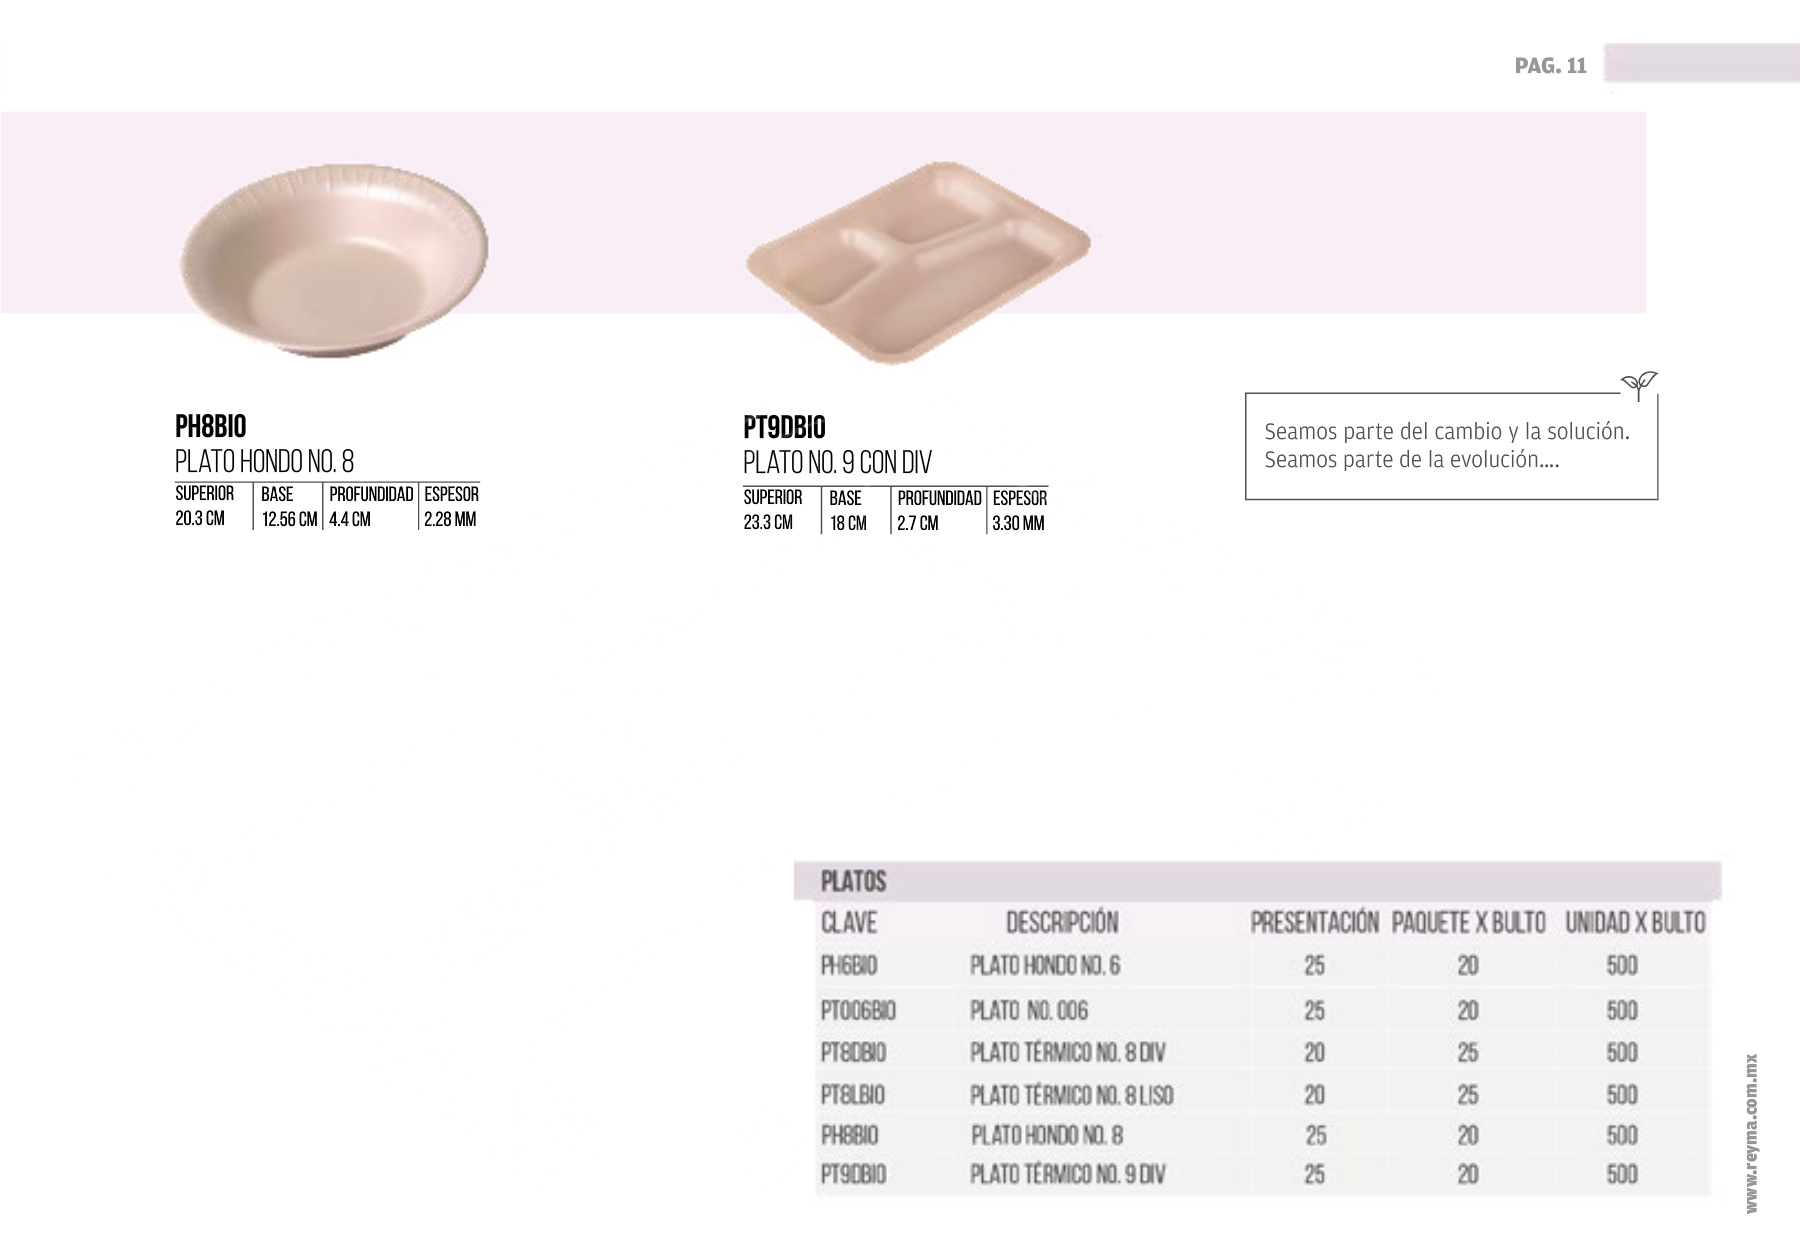 PAG. 11
PH8BIO
PLATO HONDO NO. 8
SUPERIOR BASE PROFUNDIDAD ESPESOR
20.3 CM 12.56 CM 4.4 CM 2.28 MM
PT9DBIO
PLATO NO. 9 CON DIV
SUPERIOR BASE PROFUNDIDAD ESPESOR
23.3 CM 18 CM 2.7 CM 3.30 MM
Seamos parte del cambio y la solución.
Seamos parte de la evolución....
PLATOS
CLAVE DESCRIPCIÓN PRESENTACIÓN PAQUETE X BULTO UNIDAD X BULTO
PH6BIO PLATO HONDO NO. 6 25 20 500
PT006BIO PLATO NO. 006 25 20 500
PT8DBIO PLATO TÉRMICO NO. 8 DIV 20 25 500
PT8LBIO PLATO TÉRMICO NO. 8 LISO 20 25 500
PH8BIO PLATO HONDO NO. 8 25 20 500
PT9DBIO PLATO TÉRMICO NO. 9 DIV 25 20 500
www.reyma.com.mx